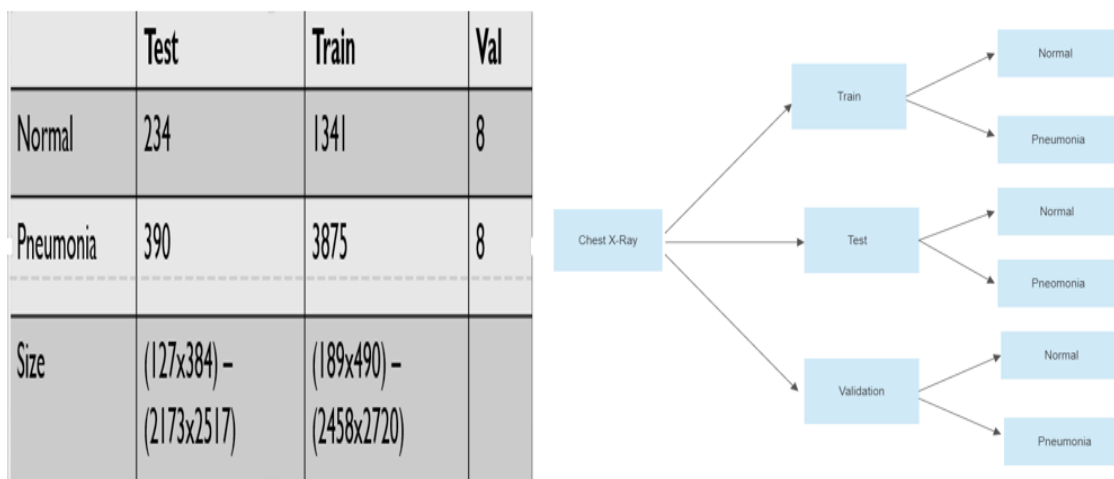 Test Train Val
Normal 234 1341 8
Pneumonia 390 3875 8
Size (127x384) – (189x490) –
(2173x2517) (2458x2720)
Chest X-Ray
Train
Normal
Pneumonia
Test
Normal
Pneomonia
Validation
Normal
Pneumonia